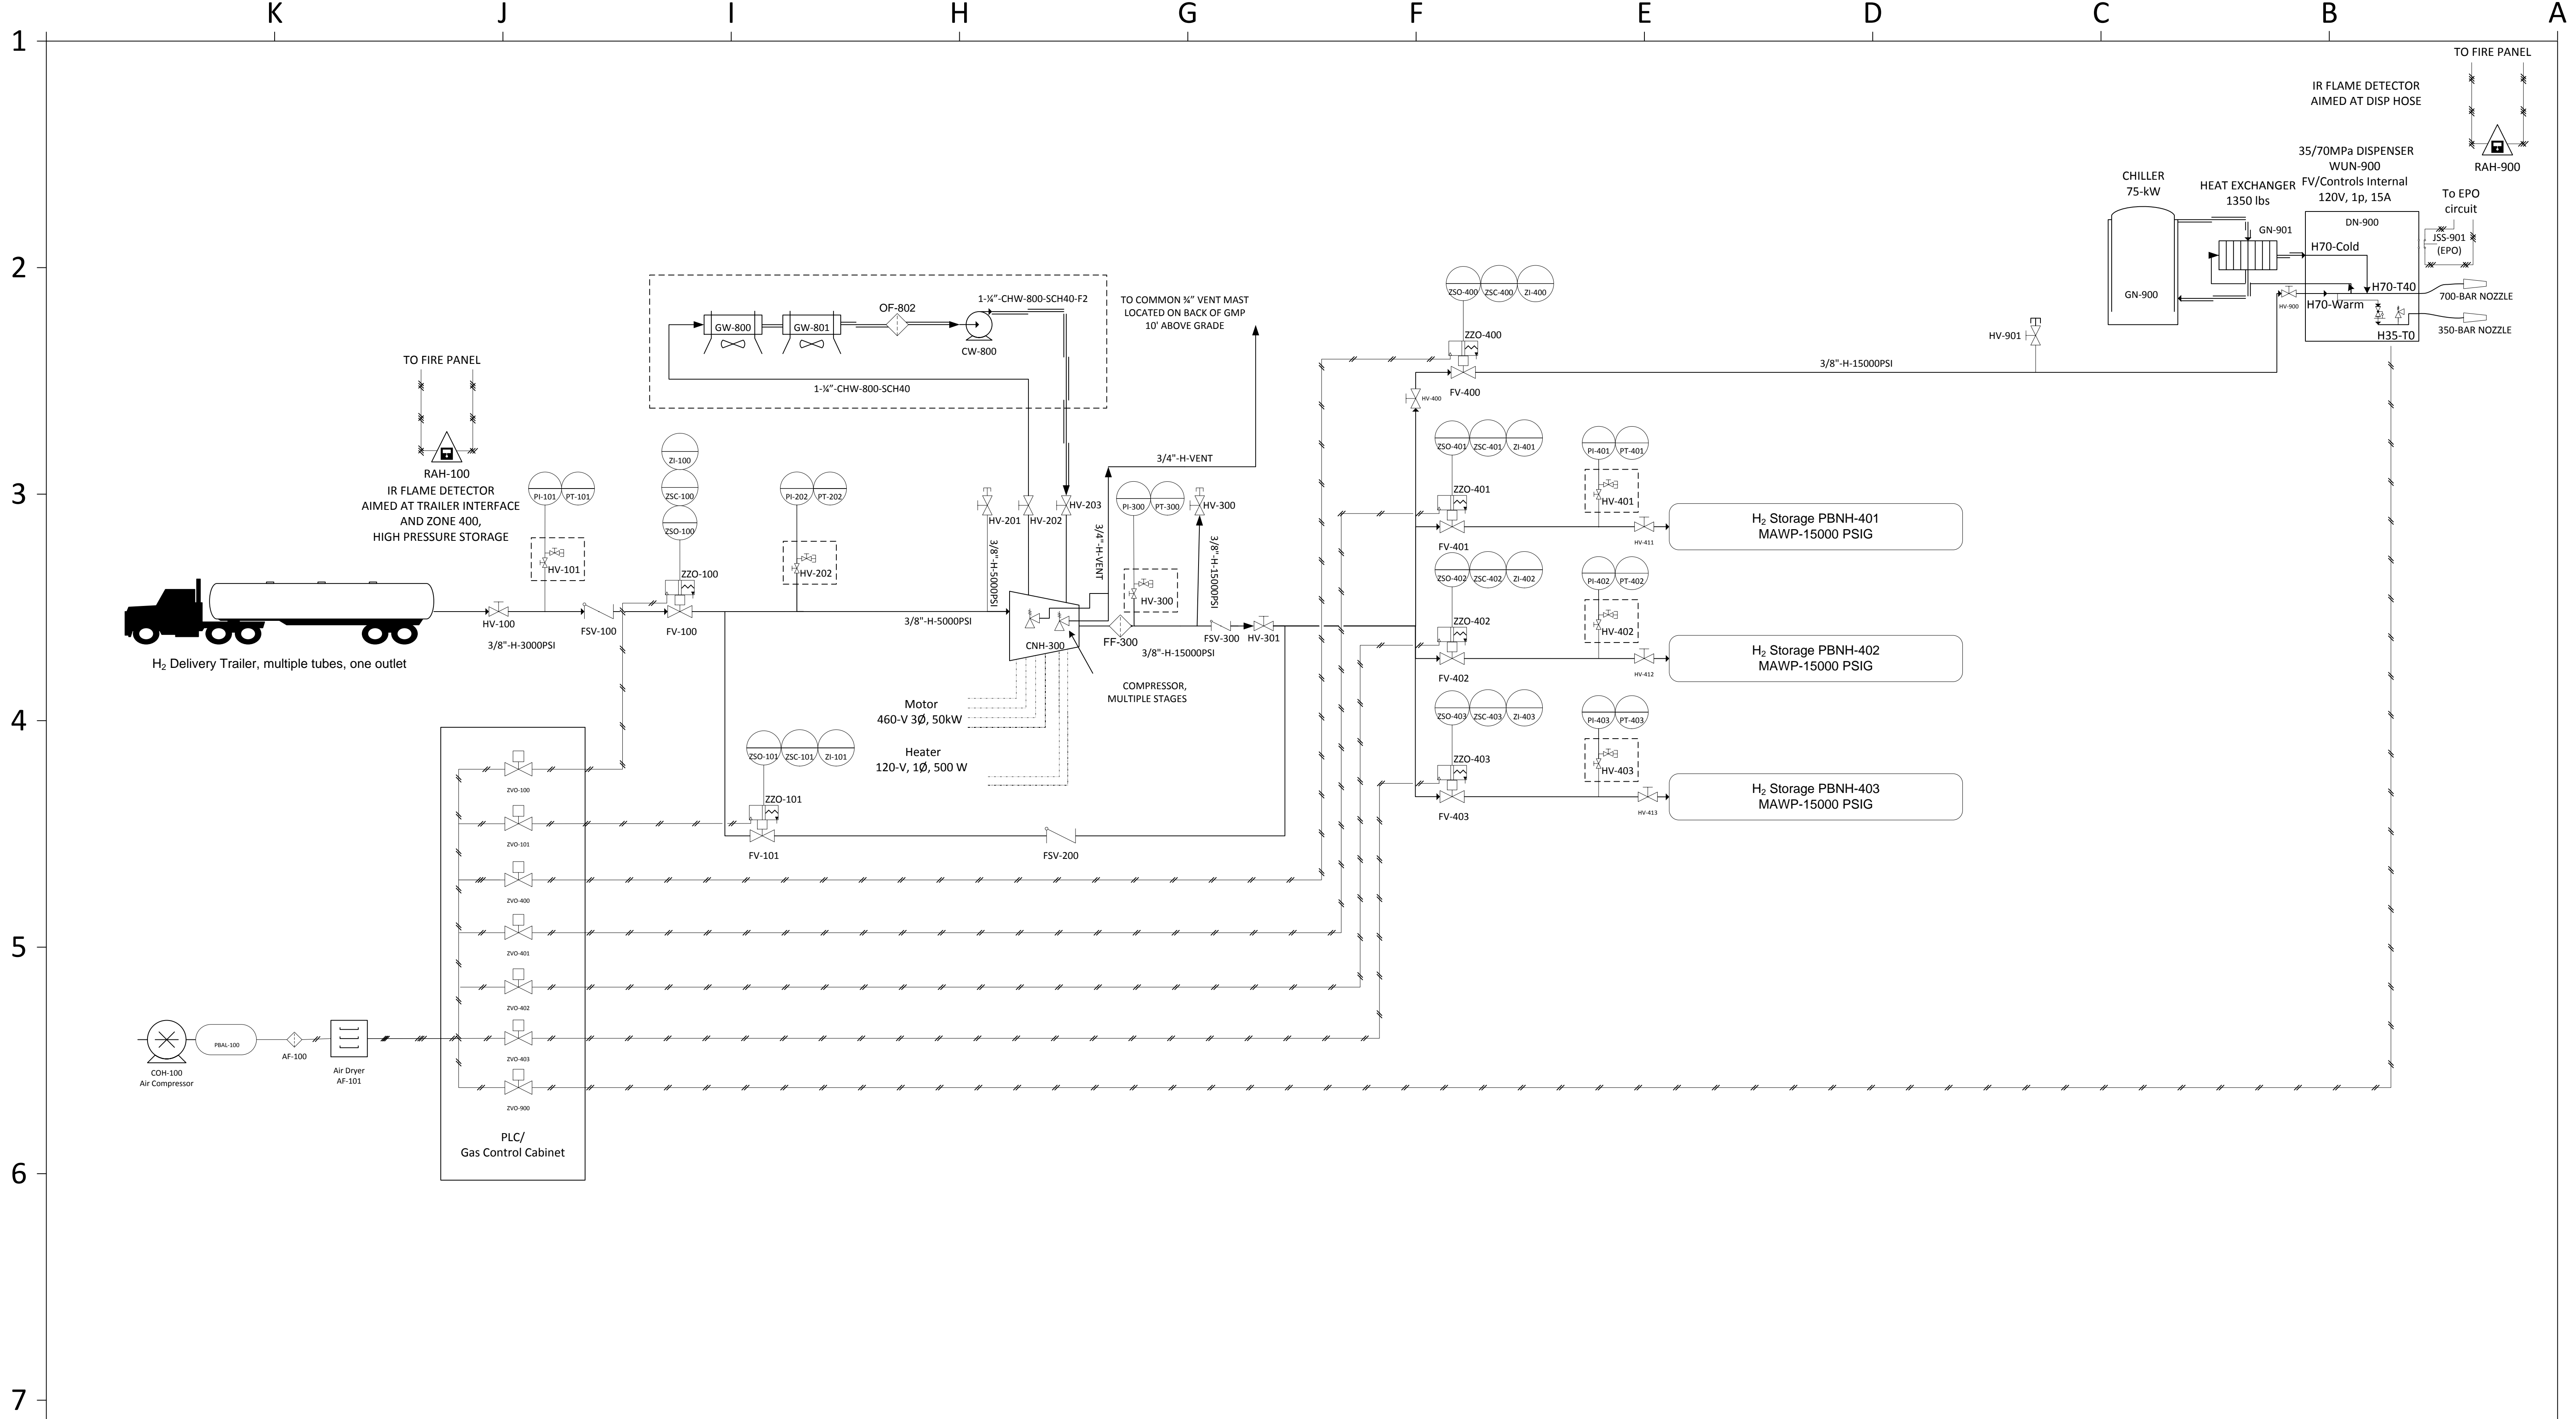 K J I H G F E D C B A
1
2
3
4
5
6
7
TO FIRE PANEL
IR FLAME DETECTOR
AIMED AT DISP HOSE
RAH-900
35/70MPa DISPENSER
WUN-900
FV/Controls Internal
120V, 1p, 15A
CHILLER
75-kW
HEAT EXCHANGER
1350 lbs
To EPO
circuit
DN-900
GN-901
JSS-901
(EPO)
H70-Cold
GN-900
H70-T40
HV-900
H70-Warm
700-BAR NOZZLE
350-BAR NOZZLE
H35-T0
HV-901
3/8"-H-15000PSI
ZSO-400
ZSC-400
ZI-400
ZZO-400
FV-400
HV-400
1-¼"-CHW-800-SCH40-F2
OF-802
GW-800
GW-801
CW-800
1-¼"-CHW-800-SCH40
TO COMMON ¾" VENT MAST
LOCATED ON BACK OF GMP
10' ABOVE GRADE
TO FIRE PANEL
RAH-100
IR FLAME DETECTOR
AIMED AT TRAILER INTERFACE
AND ZONE 400,
HIGH PRESSURE STORAGE
PI-101
PT-101
HV-101
ZI-100
ZSC-100
ZSO-100
ZZO-100
PI-202
PT-202
HV-202
HV-201
HV-202
HV-203
3/8"-H-5000PSI
3/4"-H-VENT
3/4"-H-VENT
PI-300
PT-300
HV-300
HV-300
3/8"-H-15000PSI
H2 Delivery Trailer, multiple tubes, one outlet
HV-100
3/8"-H-3000PSI
FSV-100
FV-100
3/8"-H-5000PSI
CNH-300
FF-300
3/8"-H-15000PSI
FSV-300
HV-301
COMPRESSOR,
MULTIPLE STAGES
Motor
460-V 3Ø, 50kW
Heater
120-V, 1Ø, 500 W
ZSO-401
ZSC-401
ZI-401
ZZO-401
FV-401
PI-401
PT-401
HV-401
HV-411
H2 Storage PBNH-401
MAWP-15000 PSIG
ZSO-402
ZSC-402
ZI-402
ZZO-402
FV-402
PI-402
PT-402
HV-402
HV-412
H2 Storage PBNH-402
MAWP-15000 PSIG
ZSO-403
ZSC-403
ZI-403
ZZO-403
FV-403
PI-403
PT-403
HV-403
HV-413
H2 Storage PBNH-403
MAWP-15000 PSIG
ZSO-101
ZSC-101
ZI-101
ZZO-101
FV-101
FSV-200
ZVO-100
ZVO-101
ZVO-400
ZVO-401
ZVO-402
ZVO-403
ZVO-900
PLC/
Gas Control Cabinet
COH-100
Air Compressor
PBAL-100
AF-100
Air Dryer
AF-101